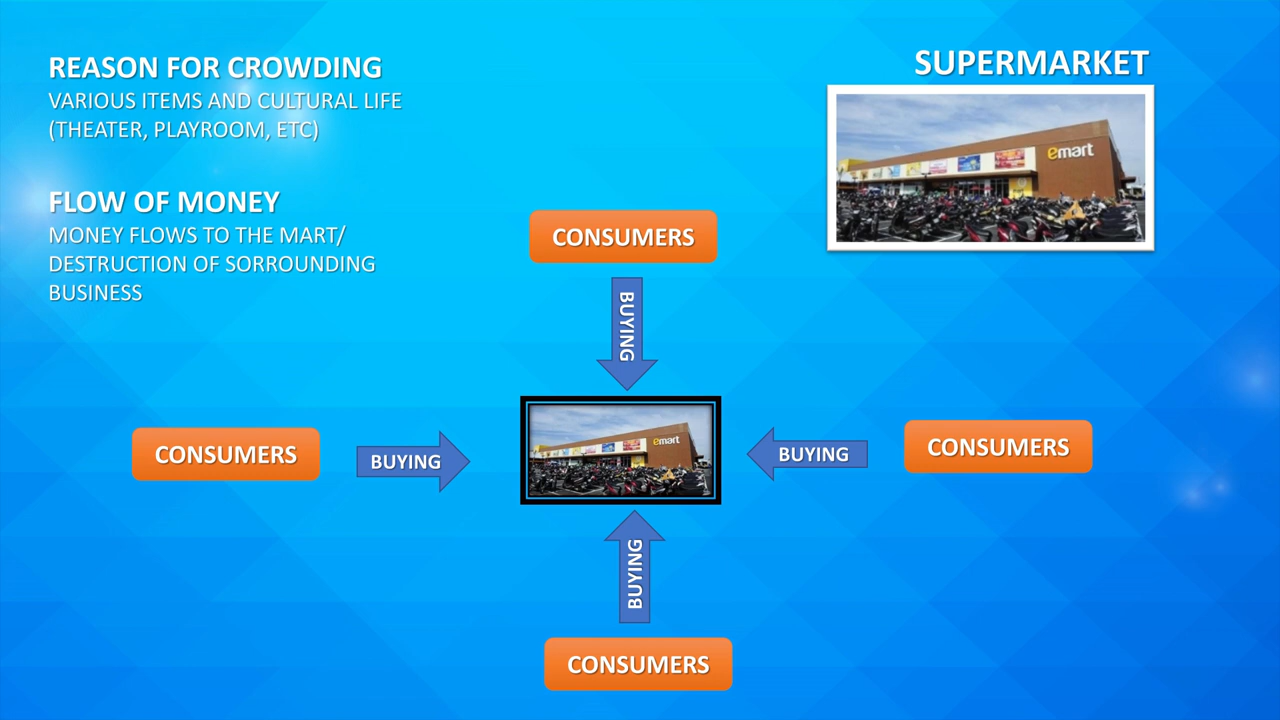 REASON FOR CROWDING
VARIOUS ITEMS AND CULTURAL LIFE
(THEATER, PLAYROOM, ETC)
FLOW OF MONEY
MONEY FLOWS TO THE MART/
DESTRUCTION OF SORROUNDING
BUSINESS
SUPERMARKET
emart
CONSUMERS
BUYING
CONSUMERS
BUYING
emart
BUYING
CONSUMERS
BUYING
CONSUMERS